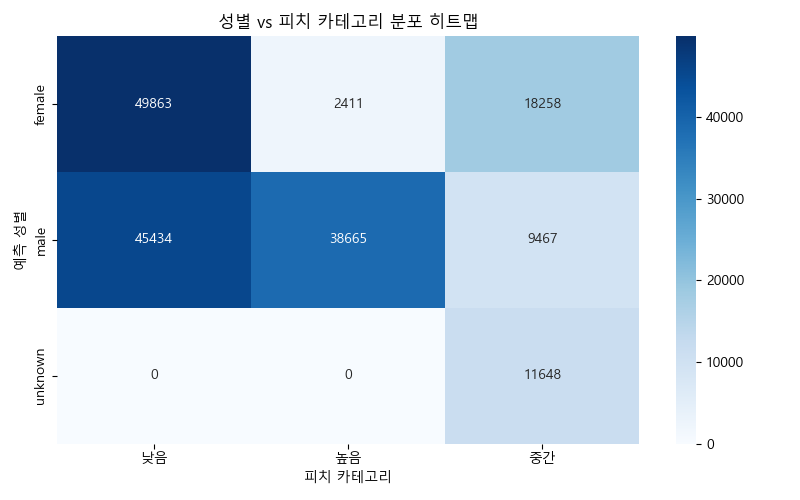 성별 vs 피치 카테고리 분포 히트맵
예측 성별
female
49863 2411 18258
male
45434 38665 9467
unknown
0 0 11648
낮음 높음 중간
피치 카테고리
40000
30000
20000
10000
0